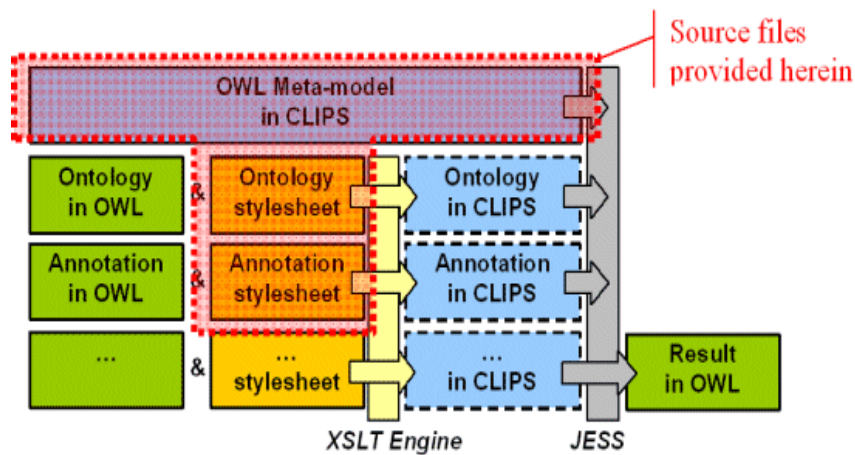 Source files
provided herein
OWL Meta-model
in CLIPS
Ontology
in OWL
&
Ontology
stylesheet
Ontology
in CLIPS
Annotation
in OWL
&
Annotation
stylesheet
Annotation
in CLIPS
...
&
...
stylesheet
...
in CLIPS
Result
in OWL
XSLT Engine
JESS